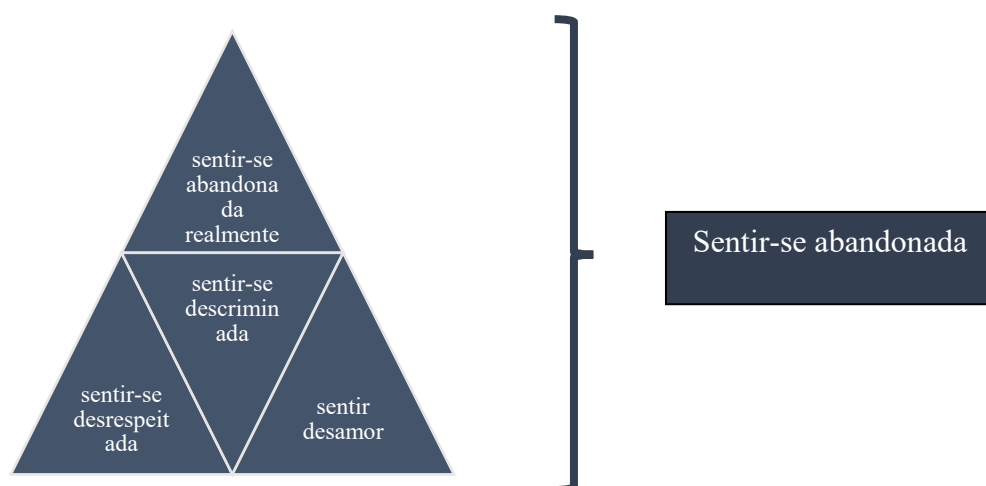 sentir-se
abandona
da
realmente
sentir-se
descrimin
ada
sentir-se
desrespeit
ada
sentir
desamor
Sentir-se abandonada